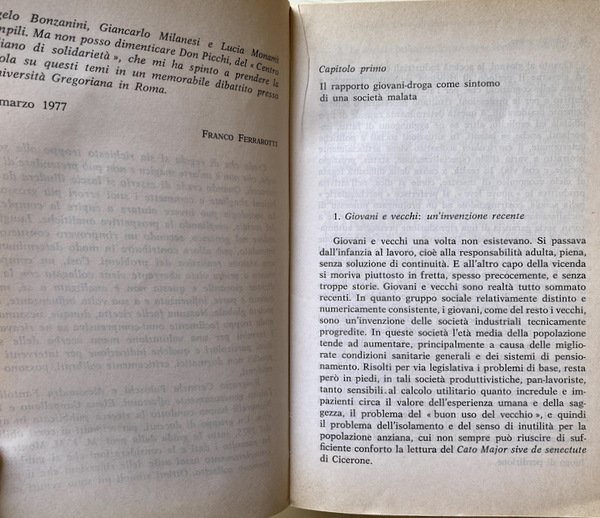 gelo Bonzanini, Giancarlo Milanesi e Lucia Monanni
mpili. Ma non posso dimenticare Don Picchi, del « Centro
iano di solidarietà », che mi ha spinto a prendere la
ola su questi temi in un memorabile dibattito presso
niversità Gregoriana in Roma.
marzo 1977
FRANCO FERRAROTTI
Capitolo primo
Il rapporto giovani-droga come sintomo
di una società malata
1. Giovani e vecchi: un'invenzione recente
Giovani e vecchi una volta non esistevano. Si passava
dall'infanzia al lavoro, cioè alla responsabilità adulta, piena,
senza soluzione di continuità. E all'altro capo della vicenda
si moriva piuttosto in fretta, spesso precocemente, e senza
troppe storie. Giovani e vecchi sono realtà tutto sommato
recenti. In quanto gruppo sociale relativamente distinto e
numericamente consistente, i giovani, come del resto i vecchi,
sono un'invenzione delle società industriali tecnicamente
progredite. In queste società l'età media della popolazione
tende ad aumentare, principalmente a causa delle miglio-
rate condizioni sanitarie generali e dei sistemi di pensio-
namento. Risolti per via legislativa i problemi di base, resta
però in piedi, in tali società produttivistiche, pan-lavoriste,
tanto sensibili al calcolo utilitario quanto incredule e im-
pazienti circa il valore dell'esperienza umana e della sag-
gezza, il problema del « buon uso del vecchio », e quindi
il problema dell'isolamento e del senso di inutilità per la
popolazione anziana, cui non sempre può riuscire di suf-
ficiente conforto la lettura del Cato Major sive de senectute
di Cicerone.